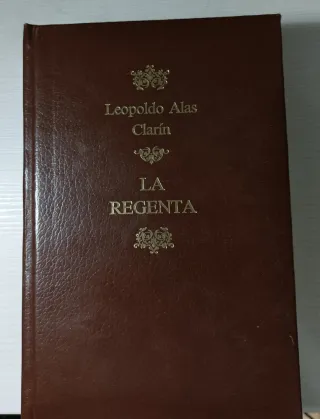 Leopoldo Alas
Clarín
LA
REGENTA